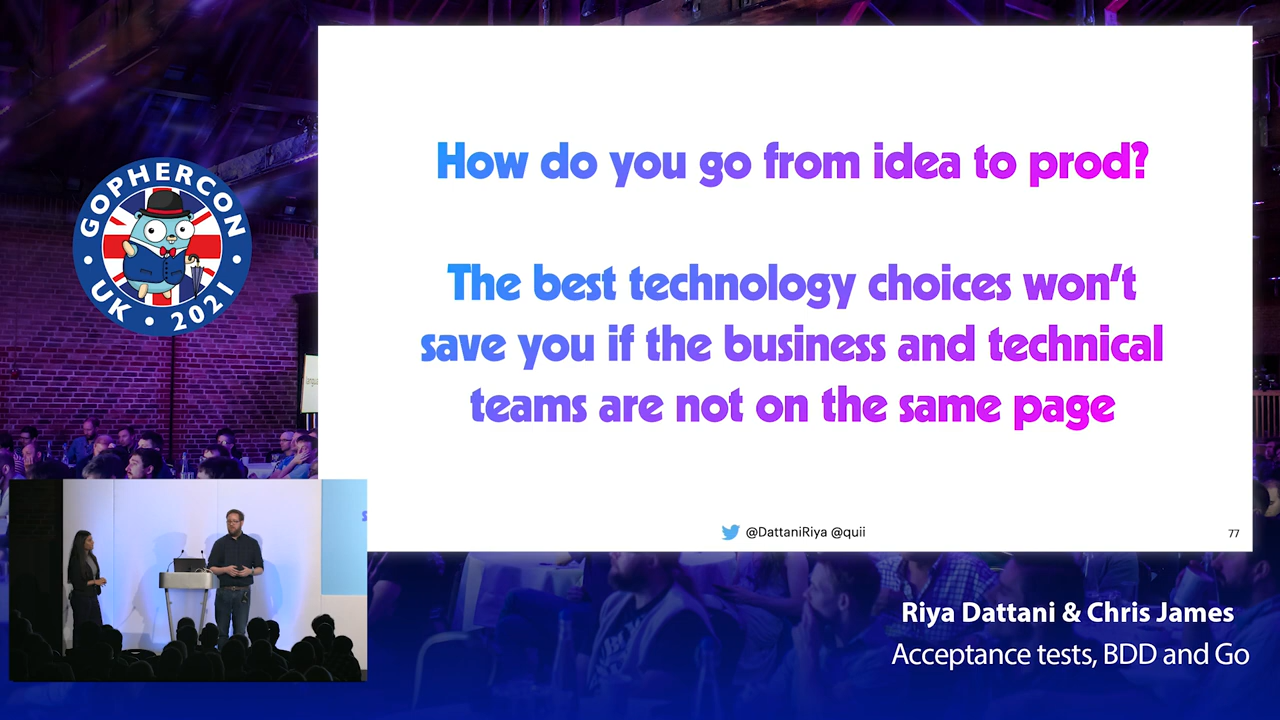 GOPHERCON
UK • 2021
How do you go from idea to prod?
The best technology choices won't
save you if the business and technical
teams are not on the same page
@DattaniRiya @quii
77
Riya Dattani & Chris James
Acceptance tests, BDD and Go